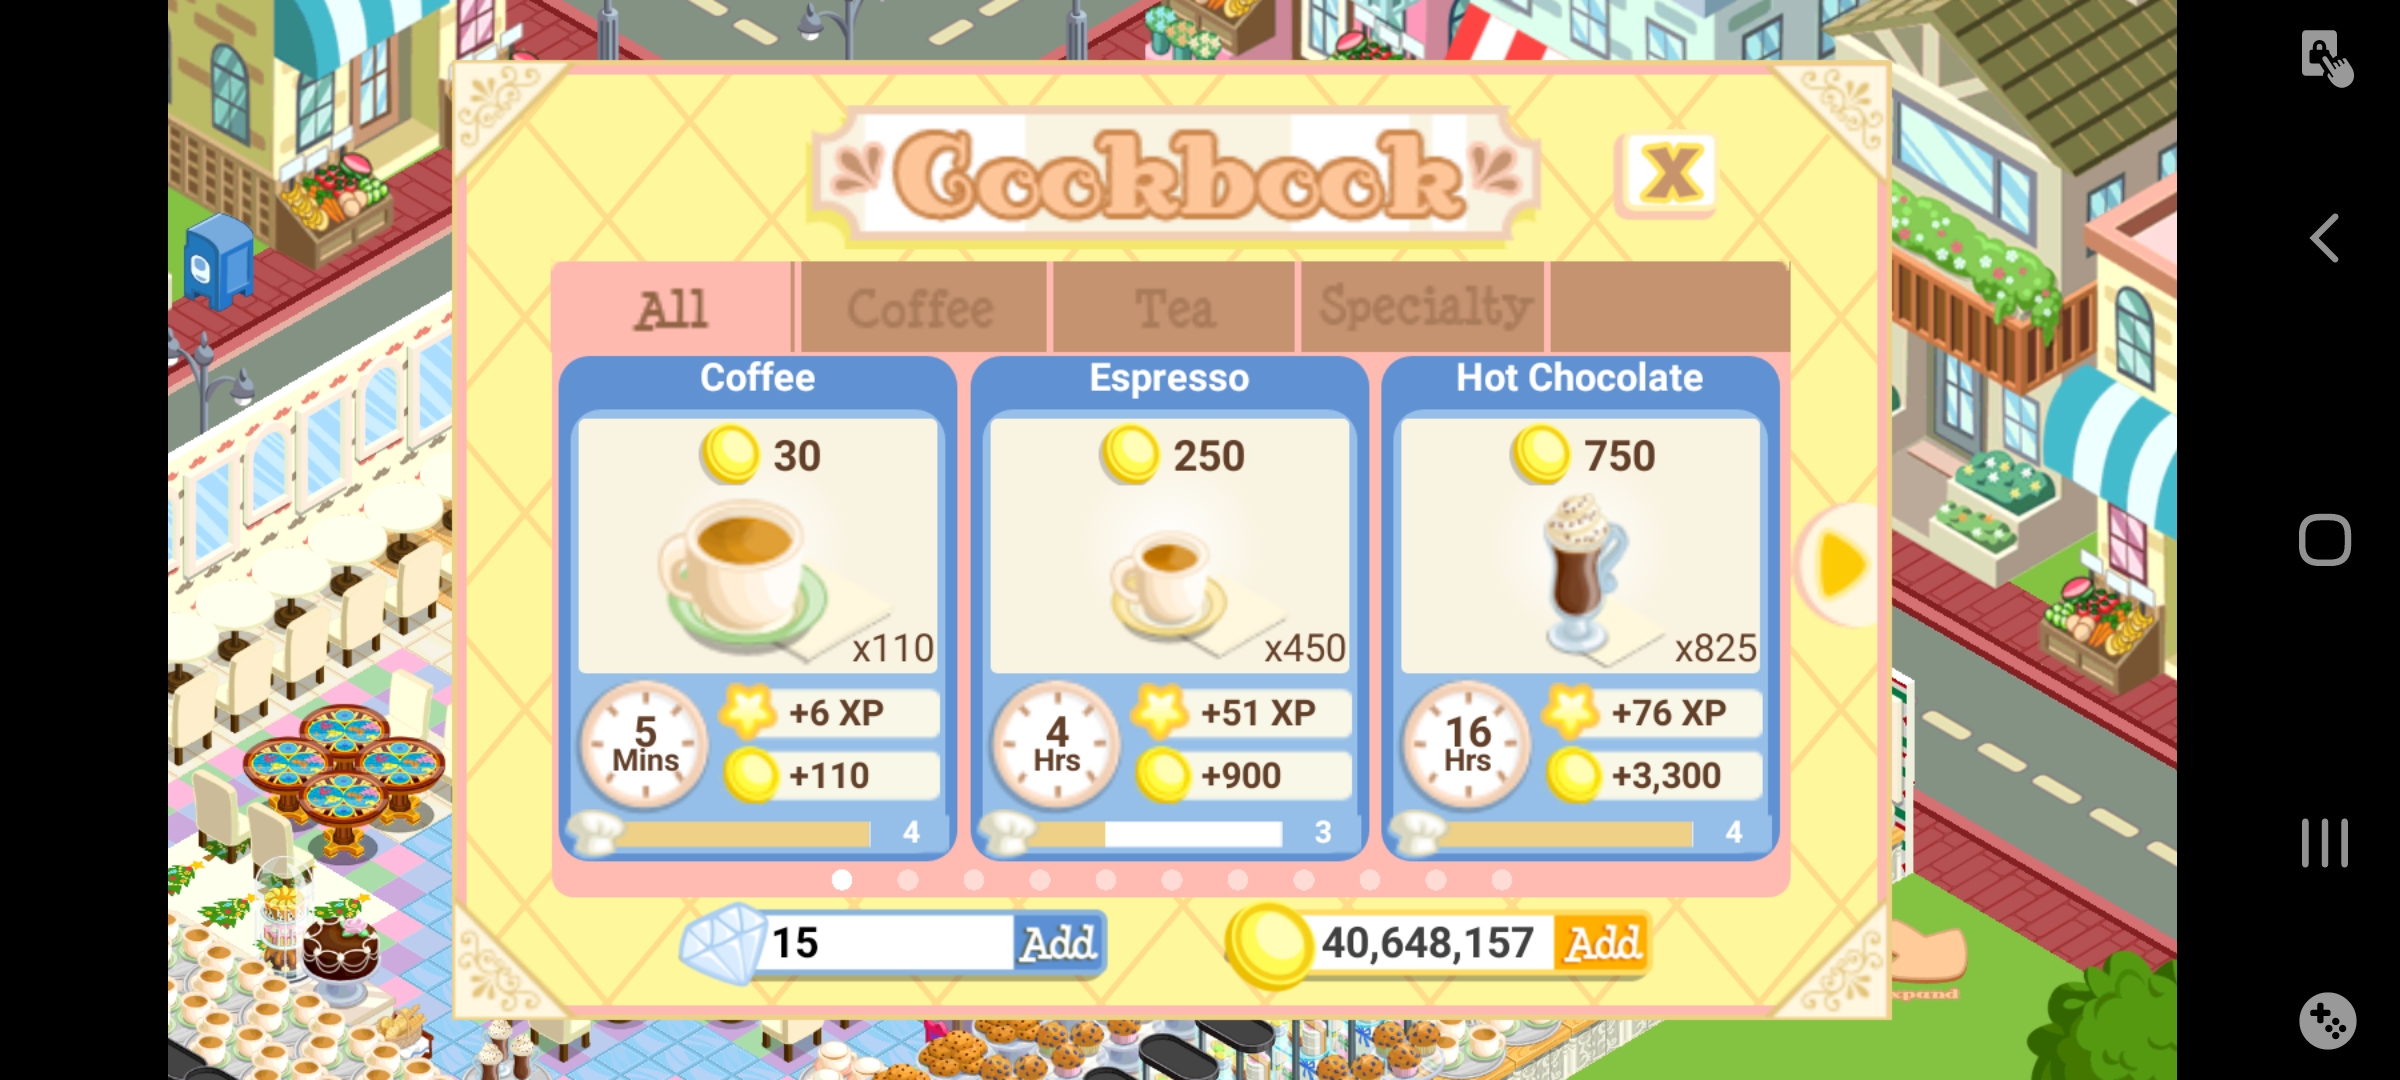 Cookbook
X
All
Coffee
Tea
Specialty
Coffee
30
x110
5
Mins
+6 XP
+110
4
Espresso
250
x450
4
Hrs
+51 XP
+900
3
Hot Chocolate
750
x825
16
Hrs
+76 XP
+3,300
4
15
Add
40,648,157
Add
xpand